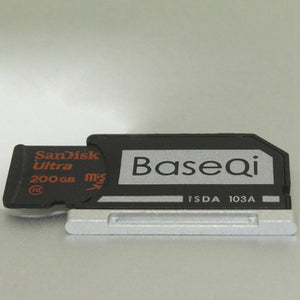 SanDisk
Ultra
200GB
10
BaseQi
iSDA 103A